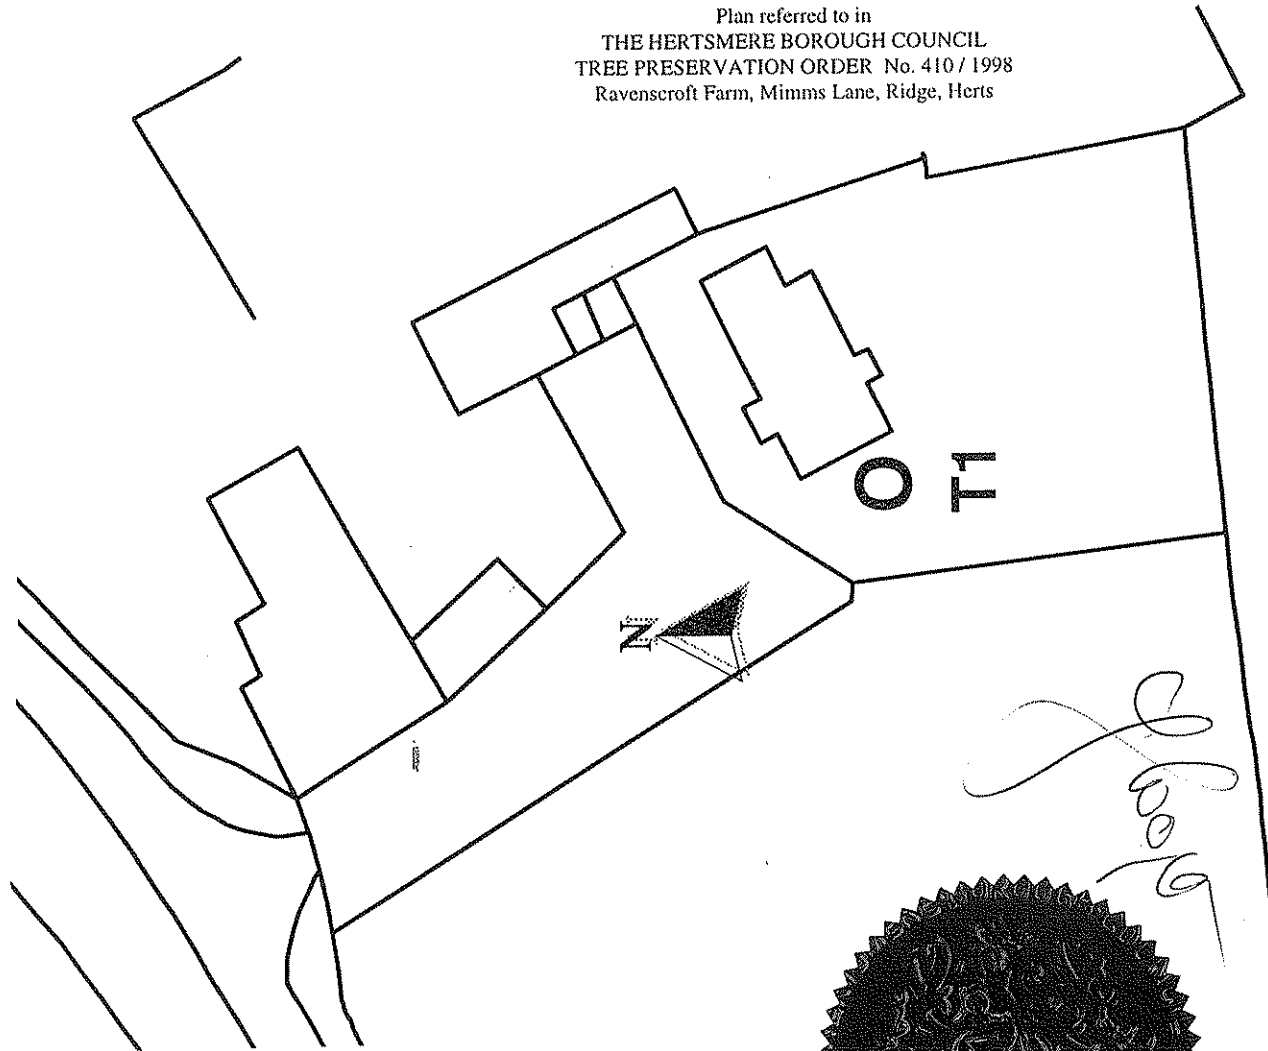 Plan referred to in
THE HERTSMERE BOROUGH COUNCIL
TREE PRESERVATION ORDER No. 410 / 1998
Ravenscroft Farm, Mimms Lane, Ridge, Herts
O
T1
N